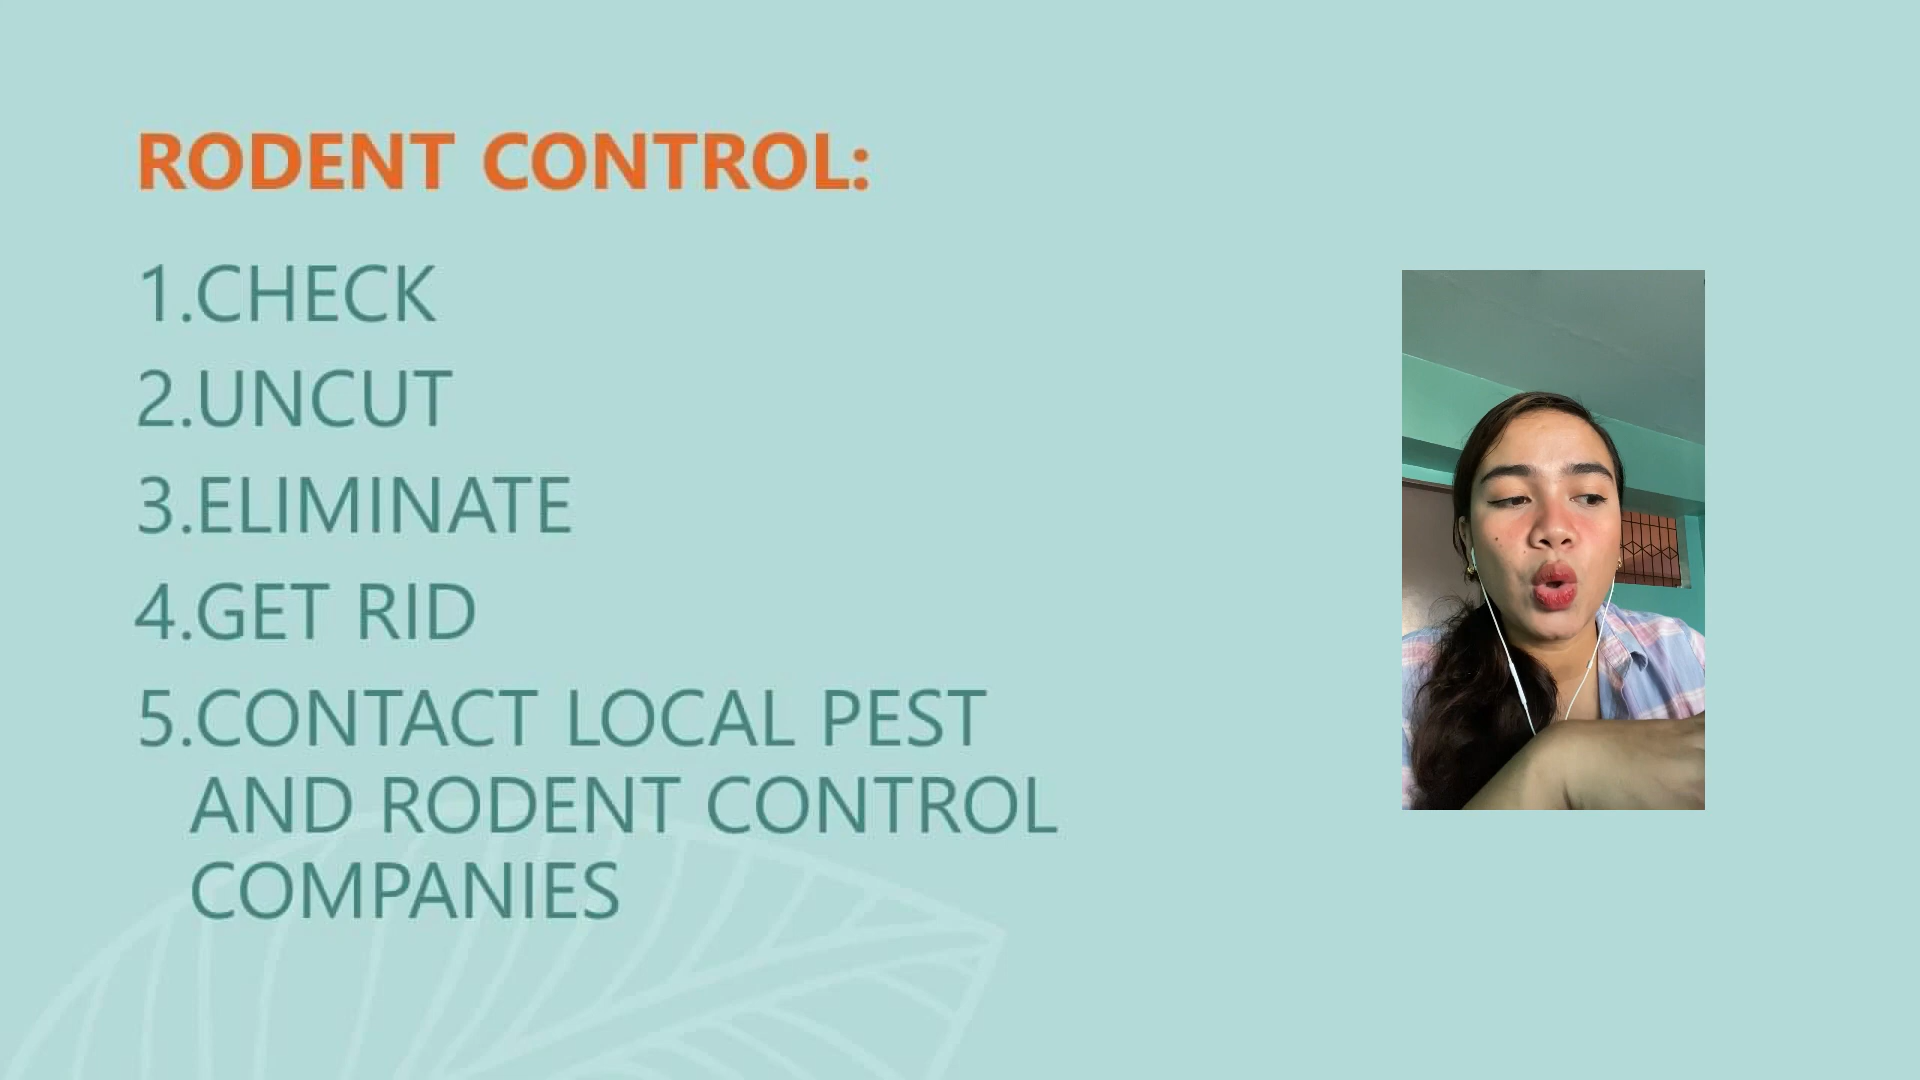 RODENT CONTROL:
1.CHECK
2.UNCUT
3.ELIMINATE
4.GET RID
5.CONTACT LOCAL PEST
AND RODENT CONTROL
COMPANIES